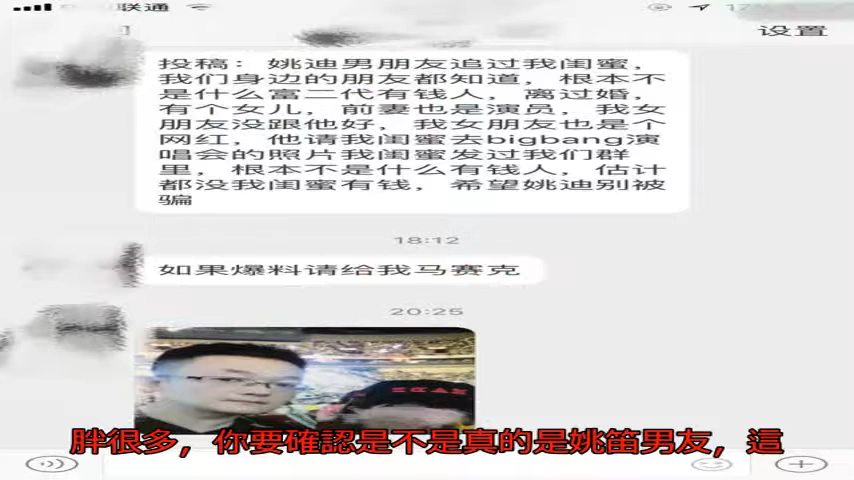 联通
设置
投稿：姚迪男朋友追过我闺蜜，
我们身边的朋友都知道，根本不
是什么富二代有钱人，离过婚，
有个女儿，前妻也是演员，我女
朋友没跟他好，我女朋友也是个
网红，他请我闺蜜去bigbang演
唱会的照片我闺蜜发过我们群
里，根本不是什么有钱人，估计
都没我闺蜜有钱，希望姚迪别被
骗
18:12
如果爆料请给我马赛克
20:25
胖很多，你要確認是不是真的是姚笛男友，這